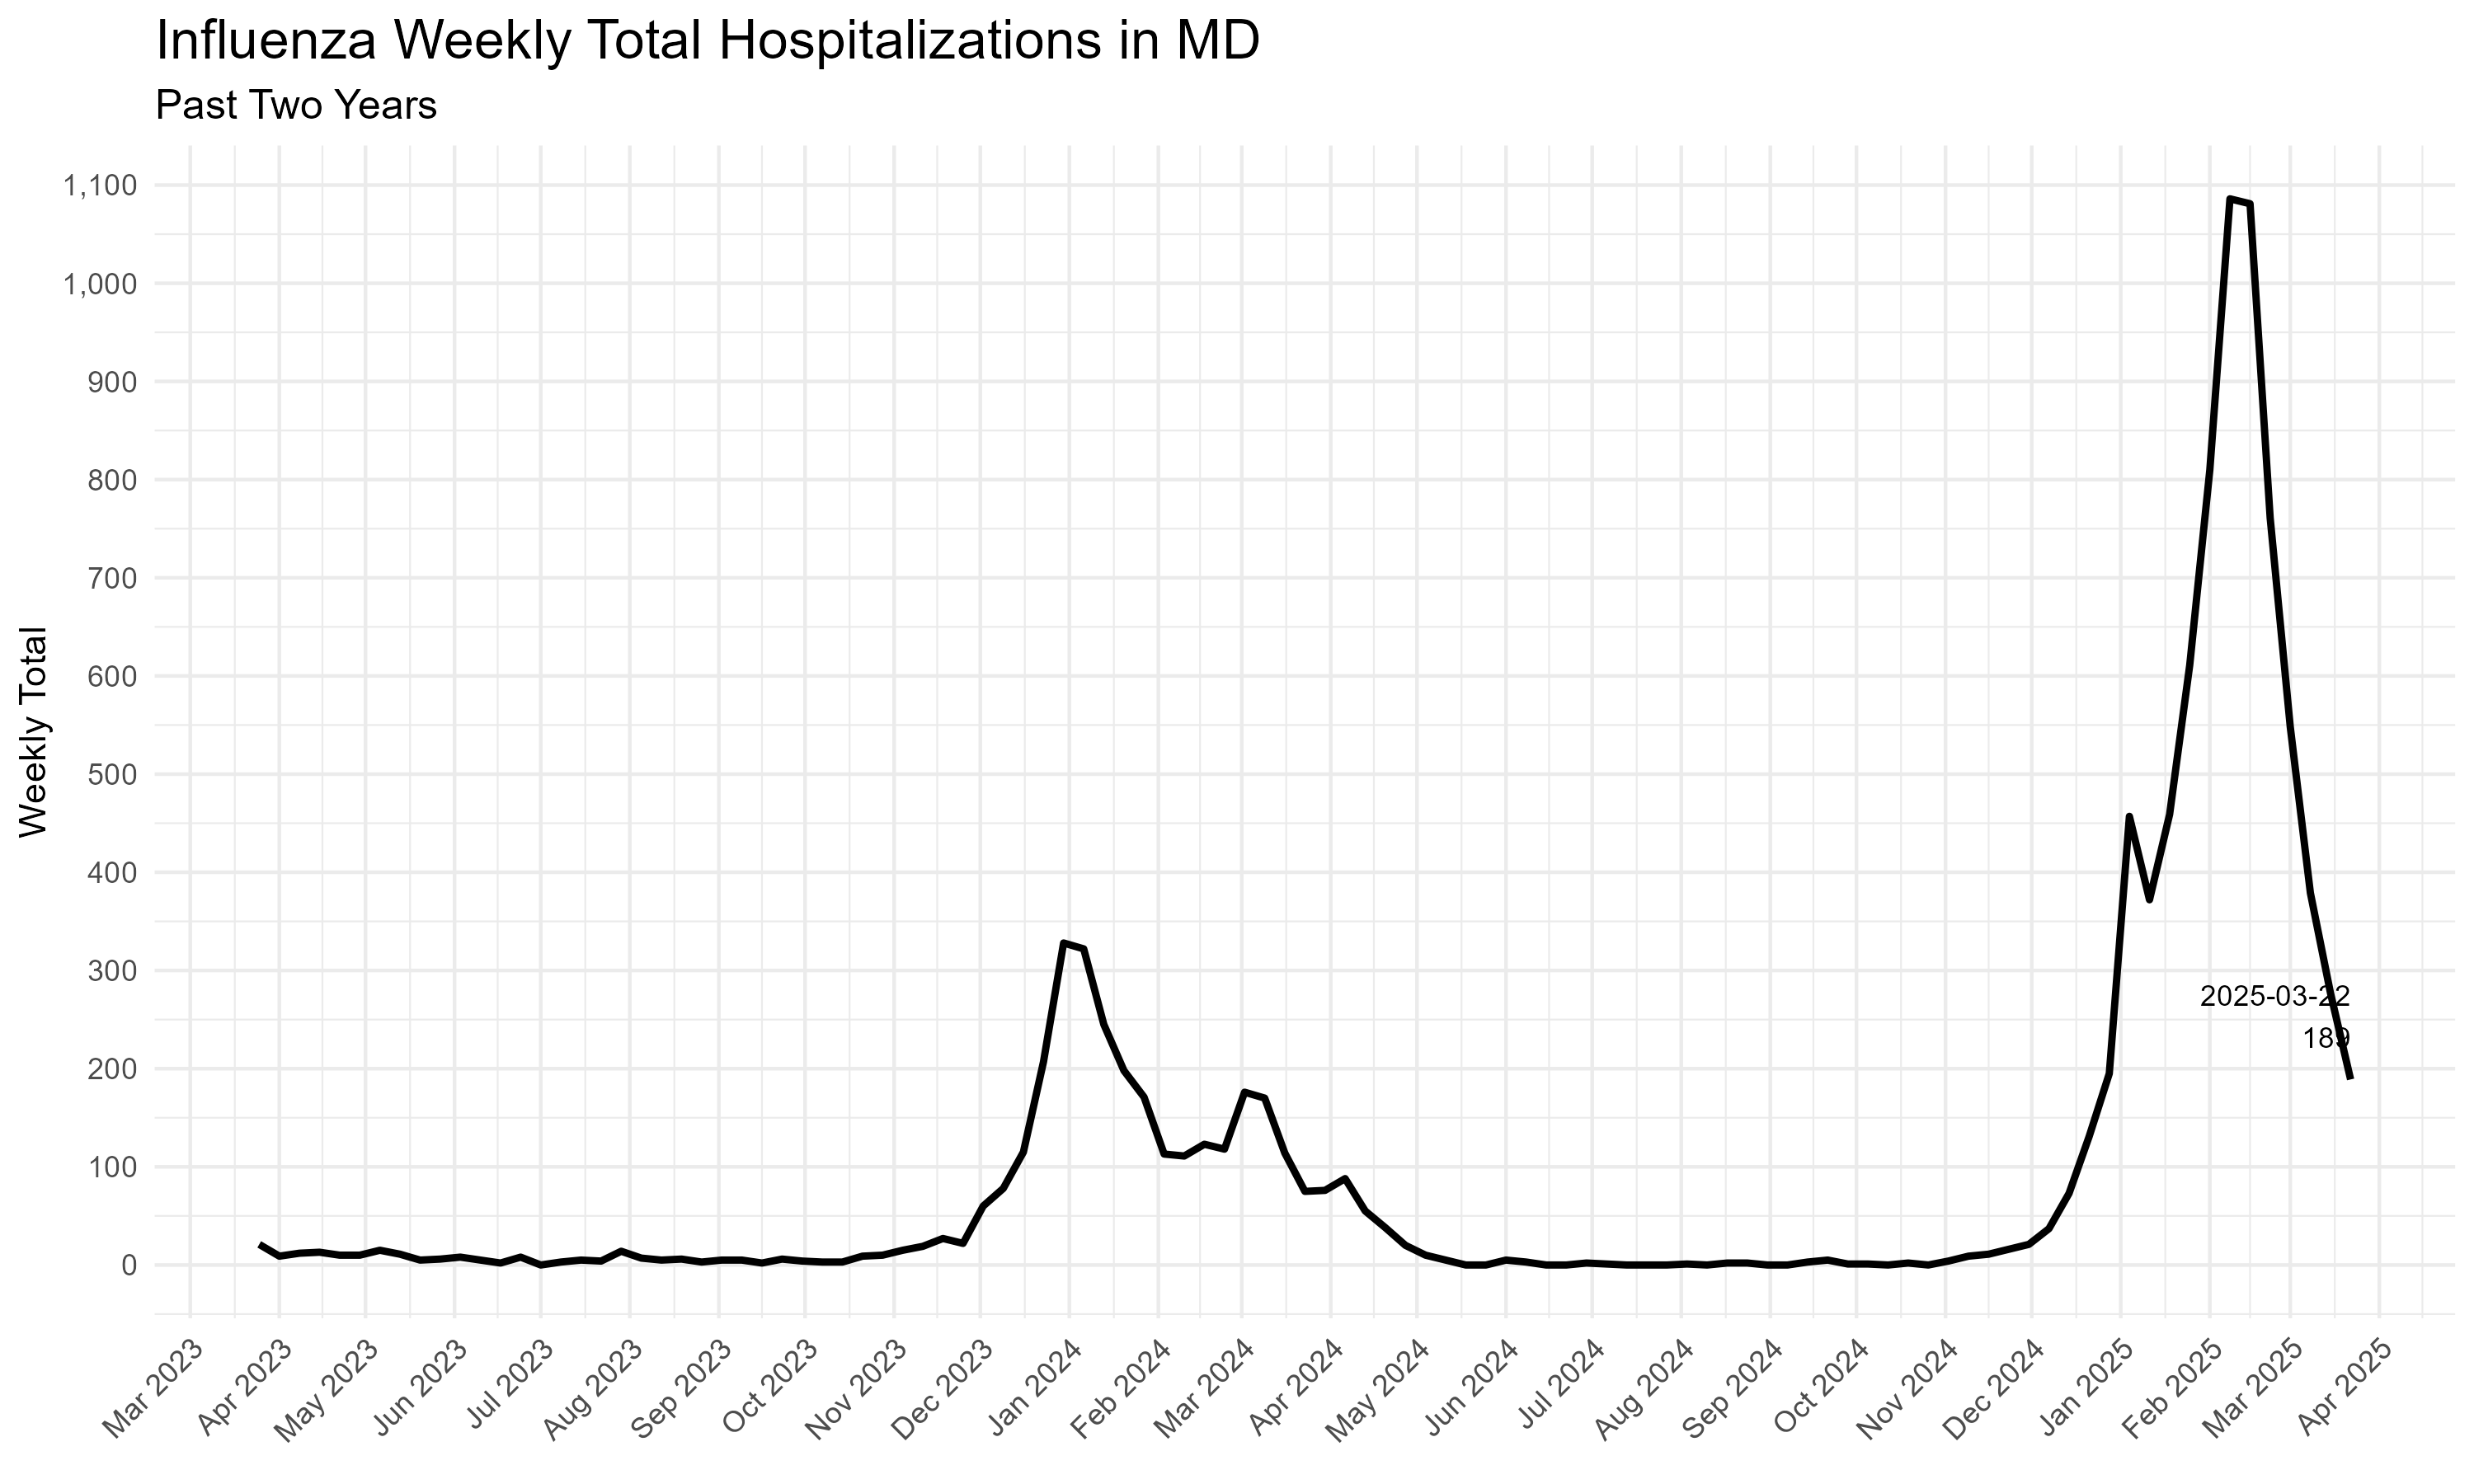 Influenza Weekly Total Hospitalizations in MD
Past Two Years
Weekly Total
1,100
1,000
900
800
700
600
500
400
300
200
100
0
2025-03-22
189
Mar 2023
Apr 2023
May 2023
Jun 2023
Jul 2023
Aug 2023
Sep 2023
Oct 2023
Nov 2023
Dec 2023
Jan 2024
Feb 2024
Mar 2024
Apr 2024
May 2024
Jun 2024
Jul 2024
Aug 2024
Sep 2024
Oct 2024
Nov 2024
Dec 2024
Jan 2025
Feb 2025
Mar 2025
Apr 2025